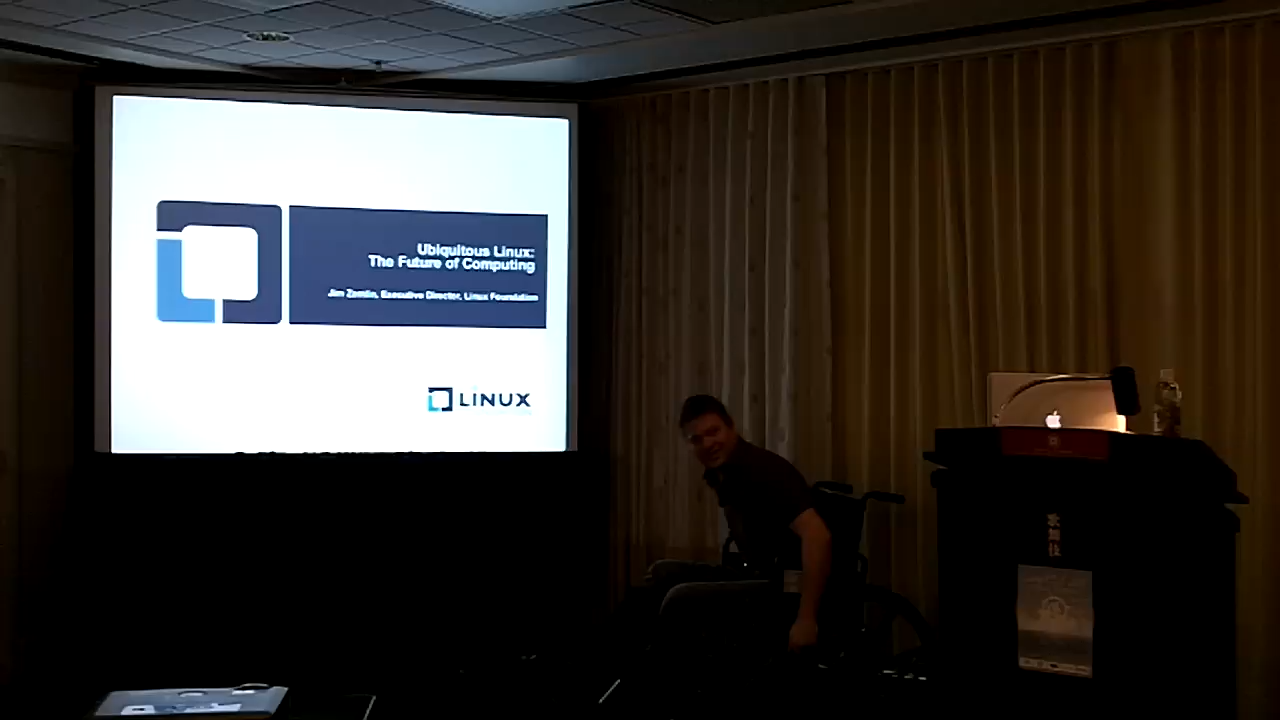 Ubiquitous Linux:
The Future of Computing
Jim Zemlin, Executive Director, Linux Foundation
LINUX